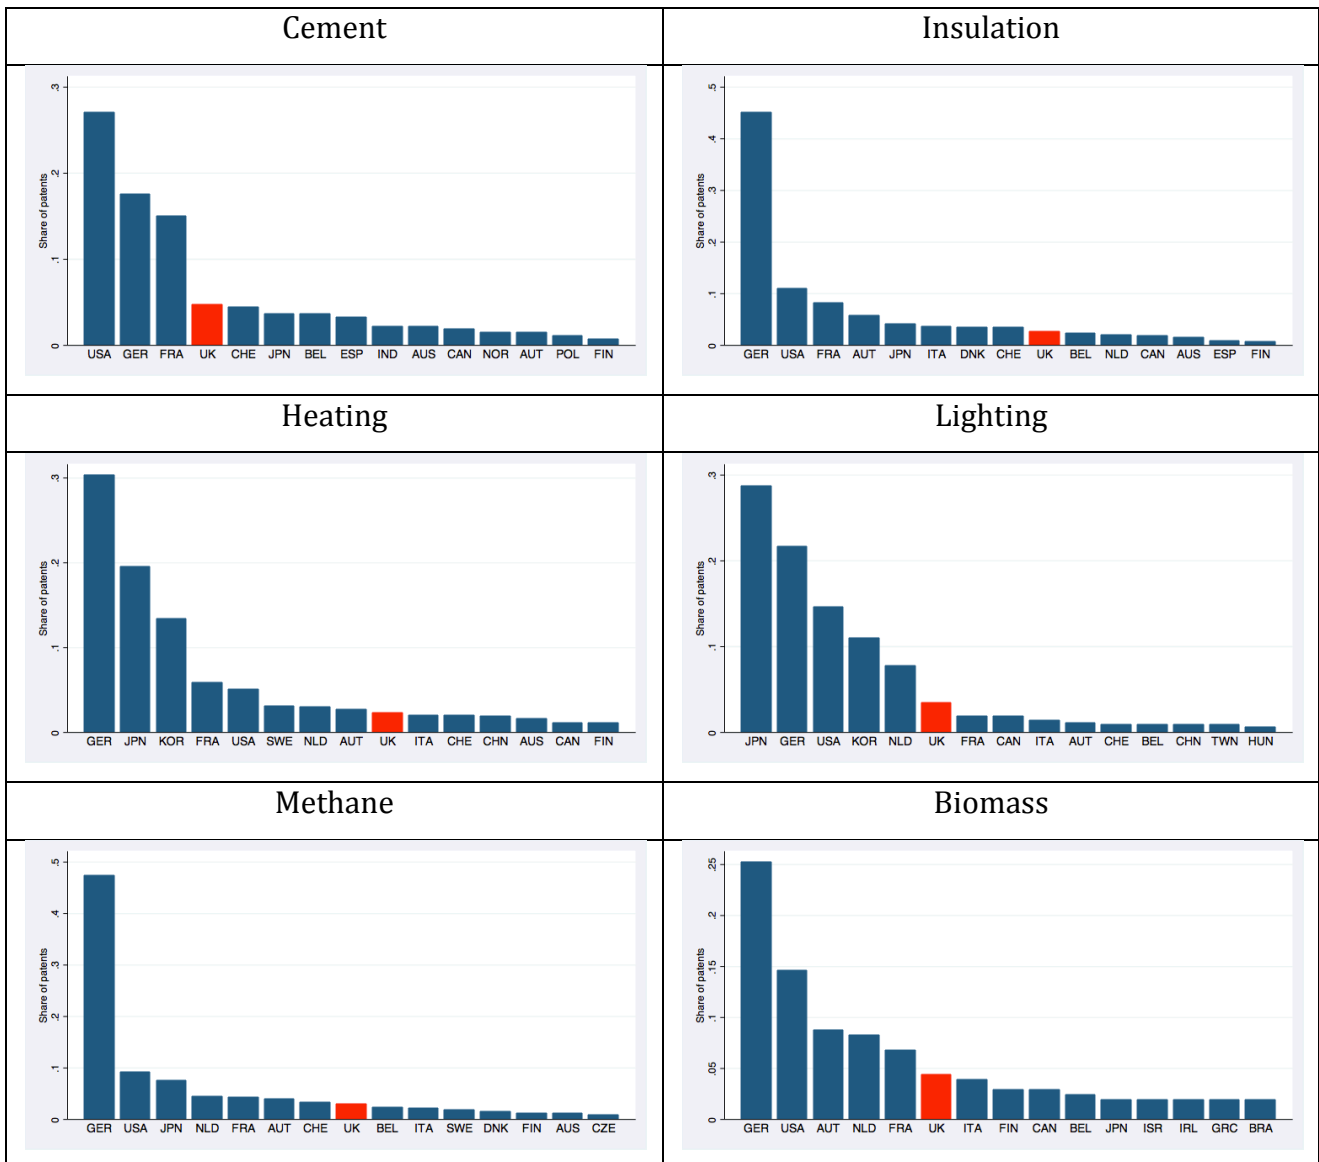 Cement
Insulation
Share of patents
.3
.2
.1
0
USA GER FRA UK CHE JPN BEL ESP IND AUS CAN NOR AUT POL FIN
Share of patents
.5
.4
.3
.2
.1
0
GER USA FRA AUT JPN ITA DNK CHE UK BEL NLD CAN AUS ESP FIN
Heating
Lighting
Share of patents
.3
.2
.1
0
GER JPN KOR FRA USA SWE NLD AUT UK ITA CHE CHN AUS CAN FIN
Share of patents
.3
.2
.1
0
JPN GER USA KOR NLD UK FRA CAN ITA AUT CHE BEL CHN TWN HUN
Methane
Biomass
Share of patents
.5
.4
.3
.2
.1
0
GER USA JPN NLD FRA AUT CHE UK BEL ITA SWE DNK FIN AUS CZE
Share of patents
.25
.2
.15
.1
.05
0
GER USA AUT NLD FRA UK ITA FIN CAN BEL JPN ISR IRL GRC BRA